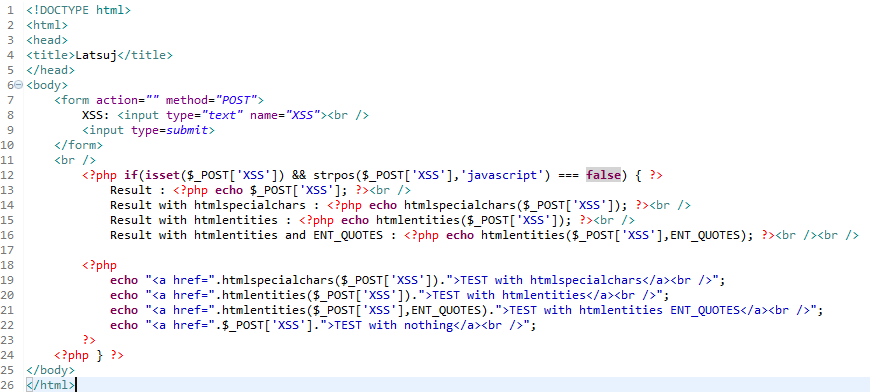 1 <!DOCTYPE html>
2 <html>
3 <head>
4 <title>Latsuj</title>
5 </head>
6 <body>
7     <form action="" method="POST">
8         XSS: <input type="text" name="XSS"><br />
9         <input type=submit>
10     </form>
11     <br />
12         <?php if(isset($_POST['XSS']) && strpos($_POST['XSS'],'javascript') === false) { ?>
13             Result : <?php echo $_POST['XSS']; ?><br />
14             Result with htmlspecialchars : <?php echo htmlspecialchars($_POST['XSS']); ?><br />
15             Result with htmlentities : <?php echo htmlentities($_POST['XSS']); ?><br />
16             Result with htmlentities and ENT_QUOTES : <?php echo htmlentities($_POST['XSS'],ENT_QUOTES); ?><br /><br />
17
18         <?php
19             echo "<a href=".htmlspecialchars($_POST['XSS']).">TEST with htmlspecialchars</a><br />";
20             echo "<a href=".htmlentities($_POST['XSS']).">TEST with htmlentities</a><br />";
21             echo "<a href=".htmlentities($_POST['XSS'],ENT_QUOTES).">TEST with htmlentities ENT_QUOTES</a><br />";
22             echo "<a href=".$_POST['XSS'].">TEST with nothing</a><br />";
23         ?>
24     <?php } ?>
25 </body>
26 </html>